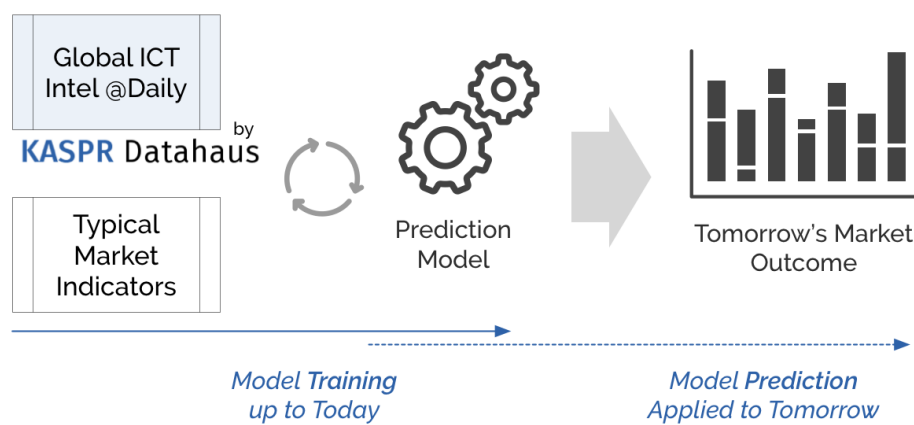 Global ICT
Intel @Daily
by
KASPR Datahaus
Typical
Market
Indicators
Prediction
Model
Tomorrow's Market
Outcome
Model Training
up to Today
Model Prediction
Applied to Tomorrow